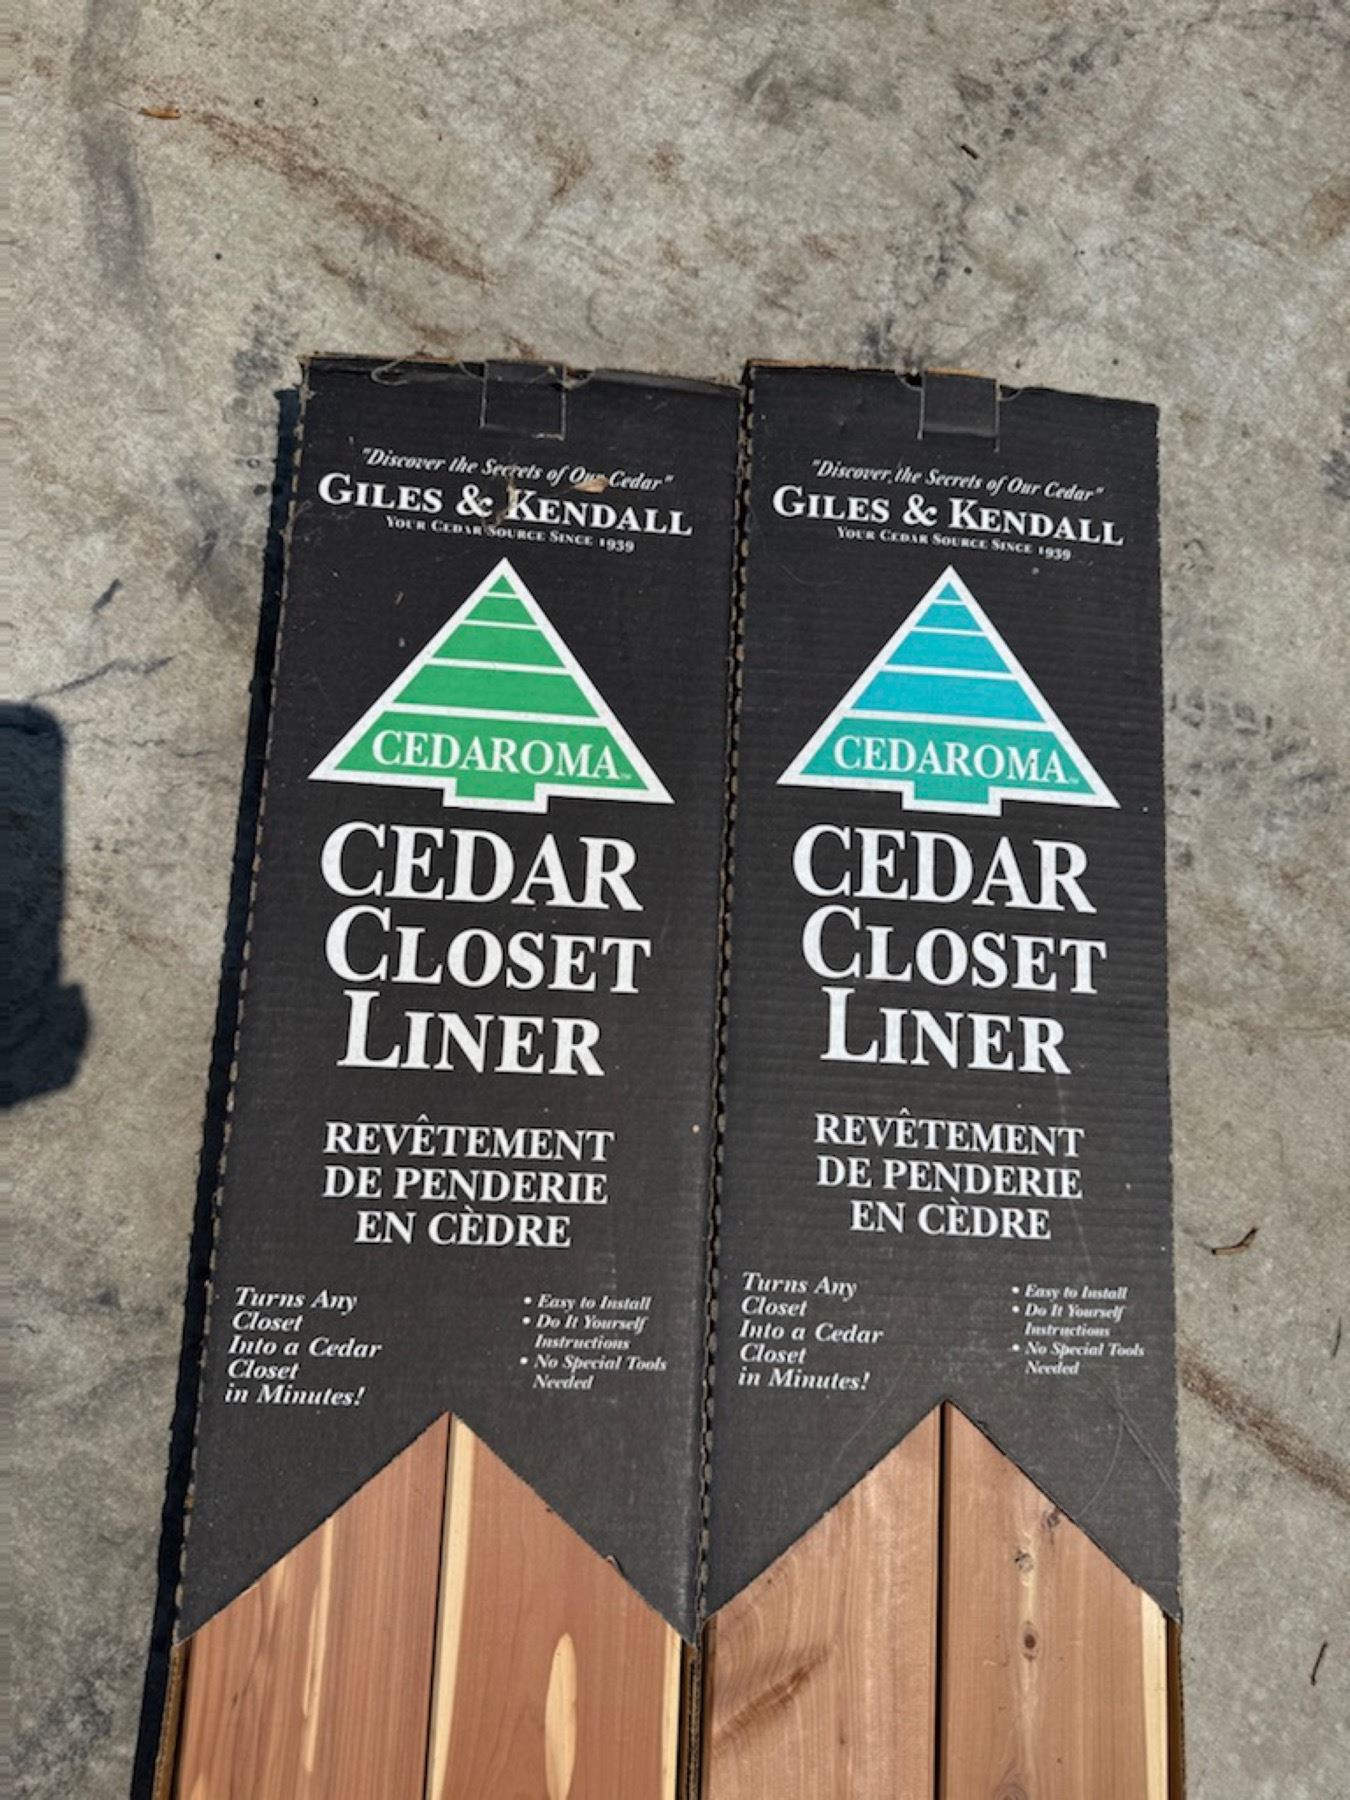 "Discover the Secrets of Our Cedar"
GILES & KENDALL
YOUR CEDAR SOURCE SINCE 1939
CEDAROMA™
CEDAR
CLOSET
LINER
REVÊTEMENT
DE PENDERIE
EN CÈDRE
Turns Any
Closet
Into a Cedar
Closet
in Minutes!
• Easy to Install
• Do It Yourself
Instructions
• No Special Tools
Needed
"Discover the Secrets of Our Cedar"
GILES & KENDALL
YOUR CEDAR SOURCE SINCE 1939
CEDAROMA™
CEDAR
CLOSET
LINER
REVÊTEMENT
DE PENDERIE
EN CÈDRE
Turns Any
Closet
Into a Cedar
Closet
in Minutes!
• Easy to Install
• Do It Yourself
Instructions
• No Special Tools
Needed